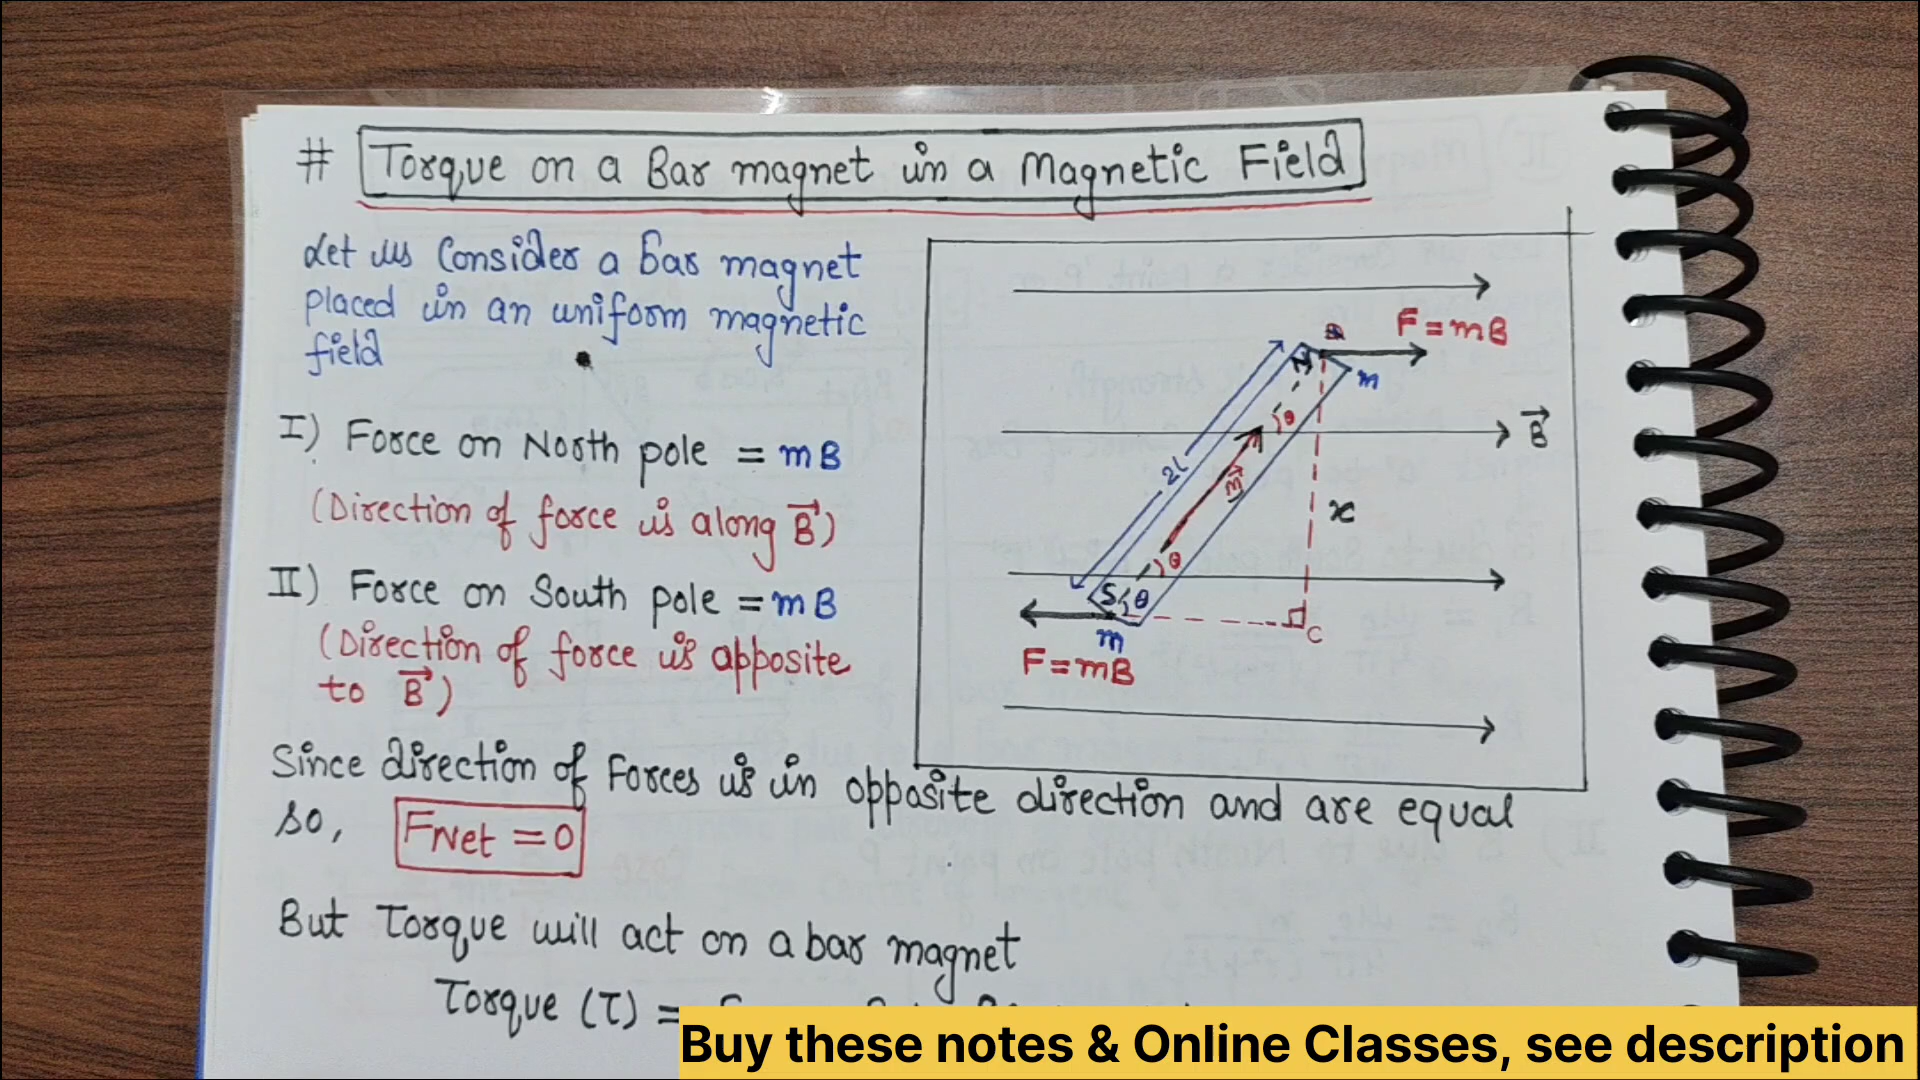 # Torque on a Bar magnet in a Magnetic Field
Let us Consider a bar magnet
placed in an uniform magnetic
field
I) Force on North pole = mB
(Direction of force is along B⃗)
II) Force on South pole = mB
(Direction of force is apposite
to B⃗)
F = mB
N
m
θ
B⃗
2l
m⃗
x
θ
S
θ
C
m
F = mB
Since direction of Forces is in opposite direction and are equal
so, FNet = 0
But Torque will act on a bar magnet
Torque (τ) =
Buy these notes & Online Classes, see description